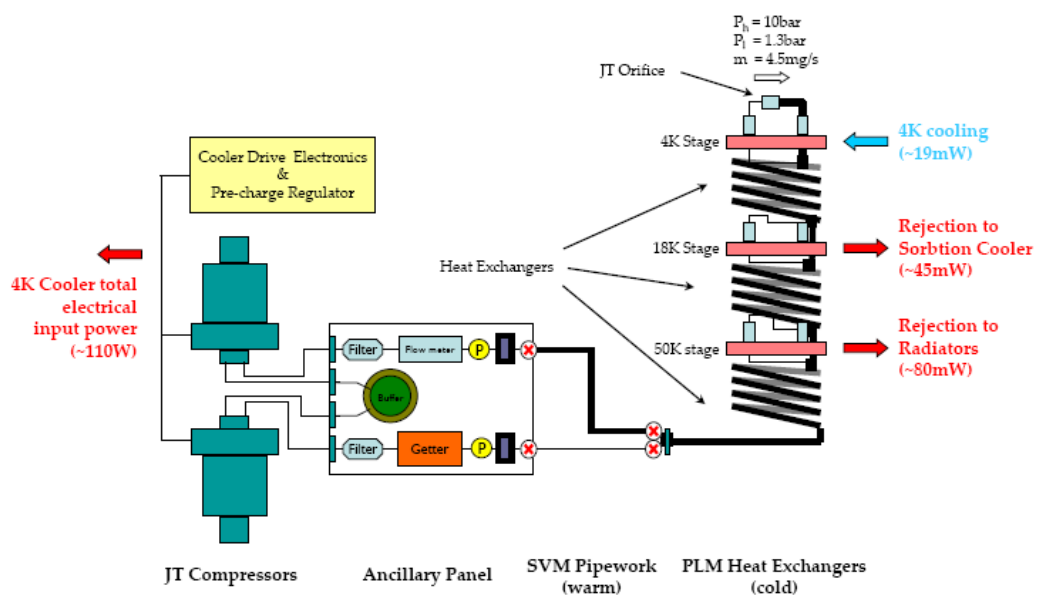 P_h = 10bar
P_l = 1.3bar
m = 4.5mg/s
JT Orifice
4K Stage
4K cooling
(~19mW)
Cooler Drive Electronics
&
Pre-charge Regulator
18K Stage
Rejection to
Sorbtion Cooler
(~45mW)
Heat Exchangers
4K Cooler total
electrical
input power
(~110W)
50K stage
Rejection to
Radiators
(~80mW)
Filter
Flow meter
P
Buffer
Filter
Getter
P
JT Compressors
Ancillary Panel
SVM Pipework
(warm)
PLM Heat Exchangers
(cold)